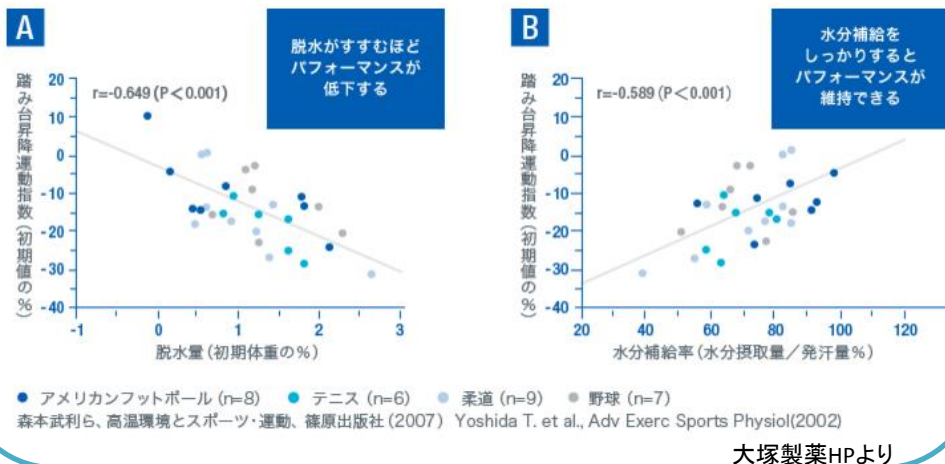 A
脱水がすすむほど
パフォーマンスが
低下する
踏み台昇降運動指数(初期値の%)
r=-0.649(P<0.001)
20
10
0
-10
-20
-30
-40
-1
0
1
2
3
脱水量(初期体重の%)
B
水分補給を
しっかりすると
パフォーマンスが
維持できる
踏み台昇降運動指数(初期値の%)
r=-0.589(P<0.001)
20
10
0
-10
-20
-30
-40
20
40
60
80
100
120
水分補給率(水分摂取量/発汗量%)
アメリカンフットボール (n=8) テニス (n=6) 柔道 (n=9) 野球 (n=7)
森本武利ら、高温環境とスポーツ・運動、篠原出版社(2007) Yoshida T. et al., Adv Exerc Sports Physiol(2002)
大塚製薬HPより